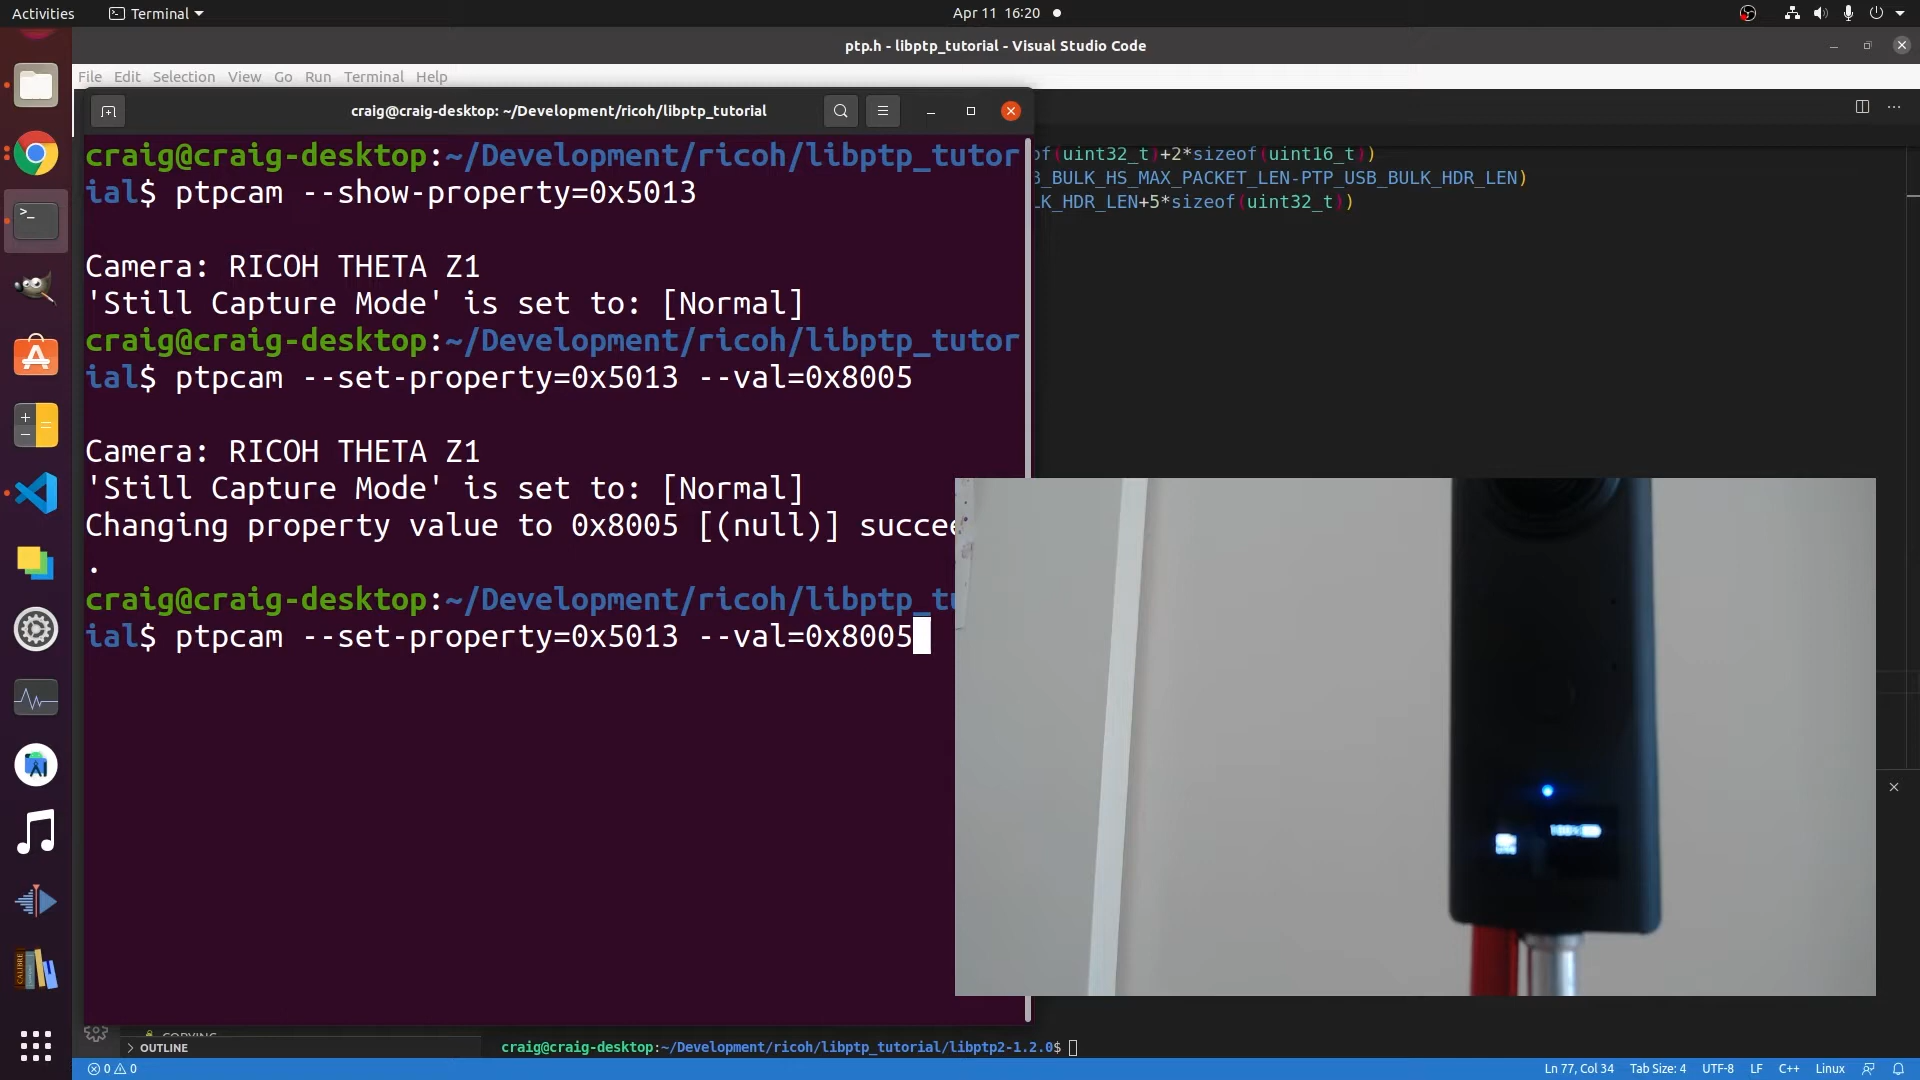 Activities
Terminal
Apr 11 16:20
ptp.h - libptp_tutorial - Visual Studio Code
File Edit Selection View Go Run Terminal Help
craig@craig-desktop: ~/Development/ricoh/libptp_tutorial
craig@craig-desktop:~/Development/ricoh/libptp_tutor
ial$ ptpcam --show-property=0x5013
Camera: RICOH THETA Z1
'Still Capture Mode' is set to: [Normal]
craig@craig-desktop:~/Development/ricoh/libptp_tutor
ial$ ptpcam --set-property=0x5013 --val=0x8005
Camera: RICOH THETA Z1
'Still Capture Mode' is set to: [Normal]
Changing property value to 0x8005 [(null)] succe
.
craig@craig-desktop:~/Development/ricoh/libptp_t
ial$ ptpcam --set-property=0x5013 --val=0x8005
of(uint32_t)+2*sizeof(uint16_t))
B_BULK_HS_MAX_PACKET_LEN-PTP_USB_BULK_HDR_LEN)
LK_HDR_LEN+5*sizeof(uint32_t))
CALIBRE
OUTLINE
craig@craig-desktop:~/Development/ricoh/libptp_tutorial/libptp2-1.2.0$
0 0
Ln 77, Col 34 Tab Size: 4 UTF-8 LF C++ Linux